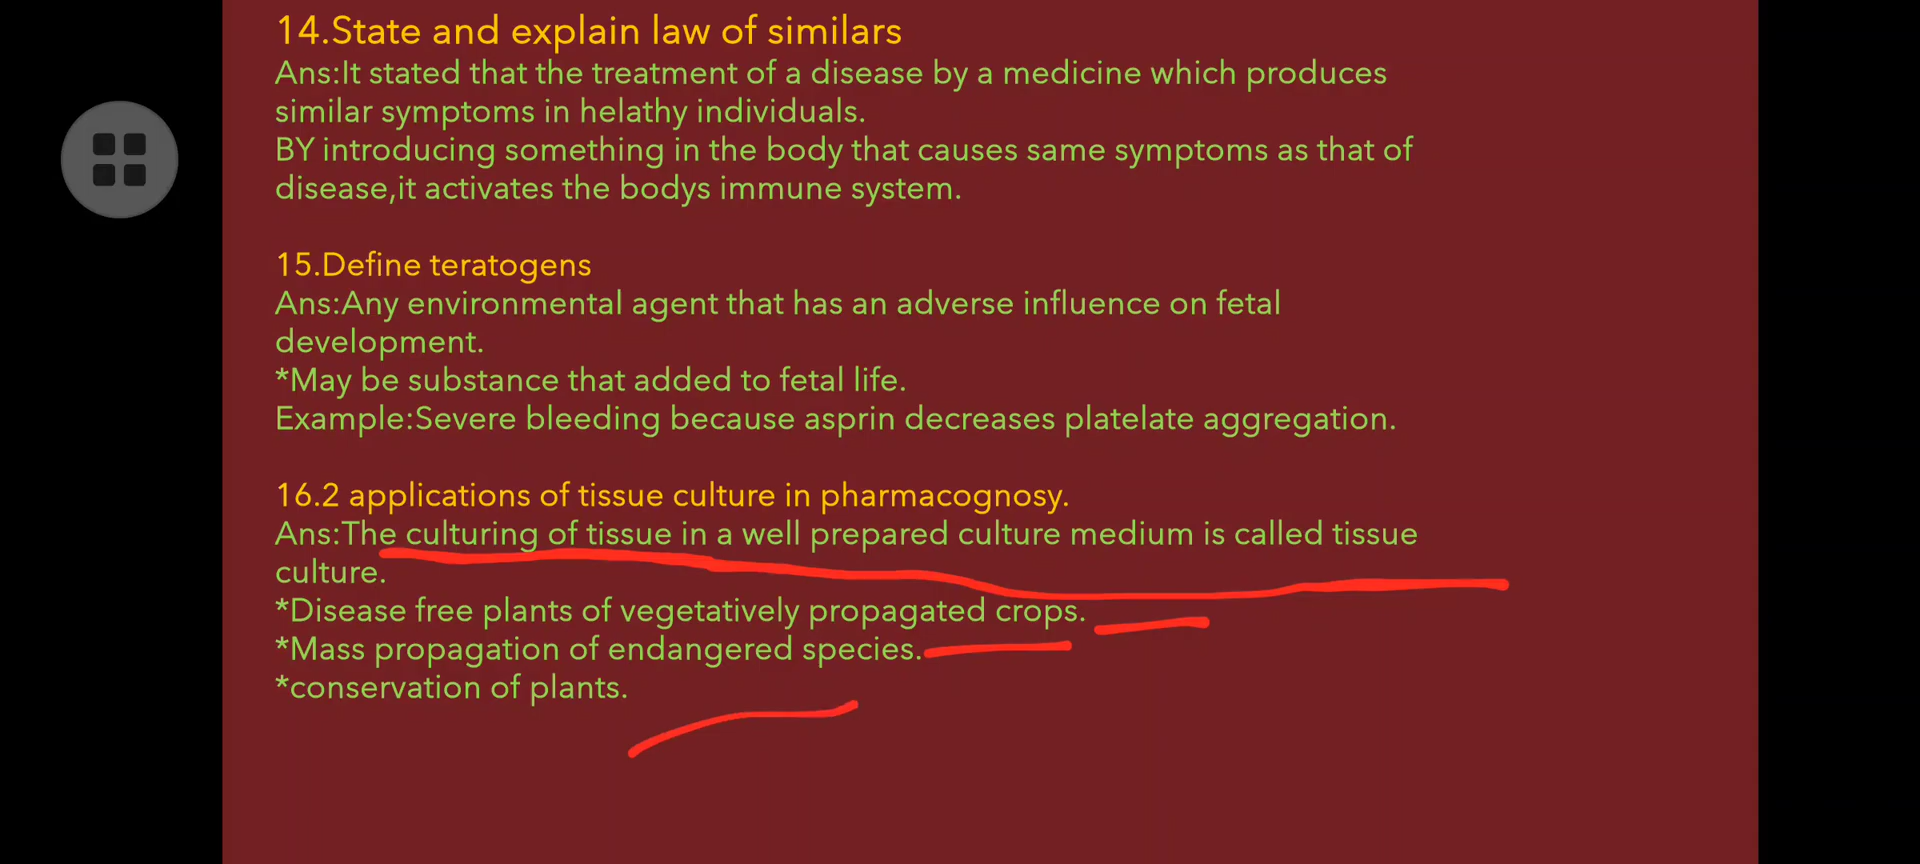 14.State and explain law of similars
Ans:It stated that the treatment of a disease by a medicine which produces
similar symptoms in helathy individuals.
BY introducing something in the body that causes same symptoms as that of
disease,it activates the bodys immune system.
15.Define teratogens
Ans:Any environmental agent that has an adverse influence on fetal
development.
*May be substance that added to fetal life.
Example:Severe bleeding because asprin decreases platelate aggregation.
16.2 applications of tissue culture in pharmacognosy.
Ans:The culturing of tissue in a well prepared culture medium is called tissue
culture.
*Disease free plants of vegetatively propagated crops.
*Mass propagation of endangered species.
*conservation of plants.